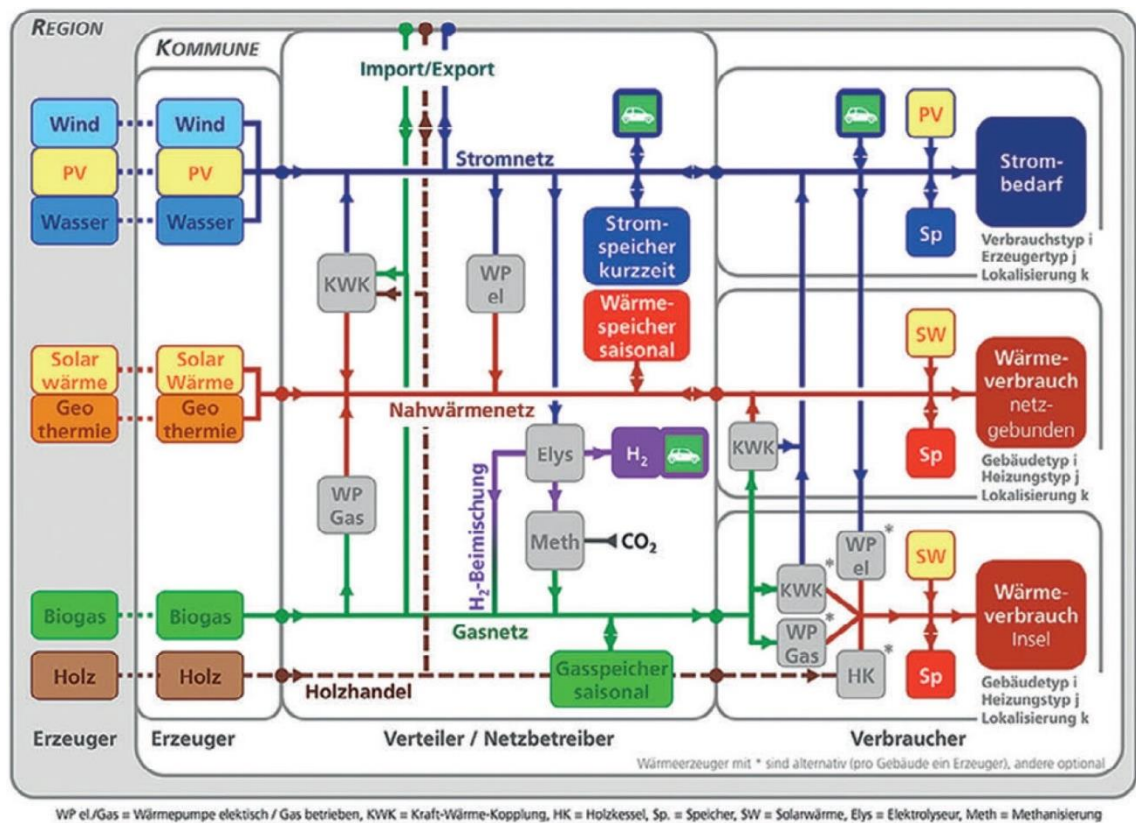 REGION
KOMMUNE
Import/Export
Wind
Wind
PV
PV
PV
Wasser
Wasser
Stromnetz
Strom-
bedarf
Sp
Verbrauchstyp i
Erzeugertyp j
Lokalisierung k
KWK
WP
el
Strom-
speicher
kurzzeit
Wärme-
speicher
saisonal
Solar
wärme
Solar
Wärme
Geo
thermie
Geo
thermie
Nahwärmenetz
SW
Wärme-
verbrauch
netz-
gebunden
KWK
Sp
Gebäudetyp i
Heizungstyp j
Lokalisierung k
WP
Gas
Elys
H2
H2-Beimischung
Meth
CO2
WP
el
*
SW
KWK
*
WP
Gas
*
HK
*
Wärme-
verbrauch
Insel
Sp
Gebäudetyp i
Heizungstyp j
Lokalisierung k
Biogas
Biogas
Gasnetz
Holz
Holz
Holzhandel
Gasspeicher
saisonal
Erzeuger
Erzeuger
Verteiler / Netzbetreiber
Verbraucher
Wärmeerzeuger mit * sind alternativ (pro Gebäude ein Erzeuger), andere optional
WP el./Gas = Wärmepumpe elektisch / Gas betrieben, KWK = Kraft-Wärme-Kopplung, HK = Holzkessel, Sp. = Speicher, SW = Solarwärme, Elys = Elektrolyseur, Meth = Methanisierung